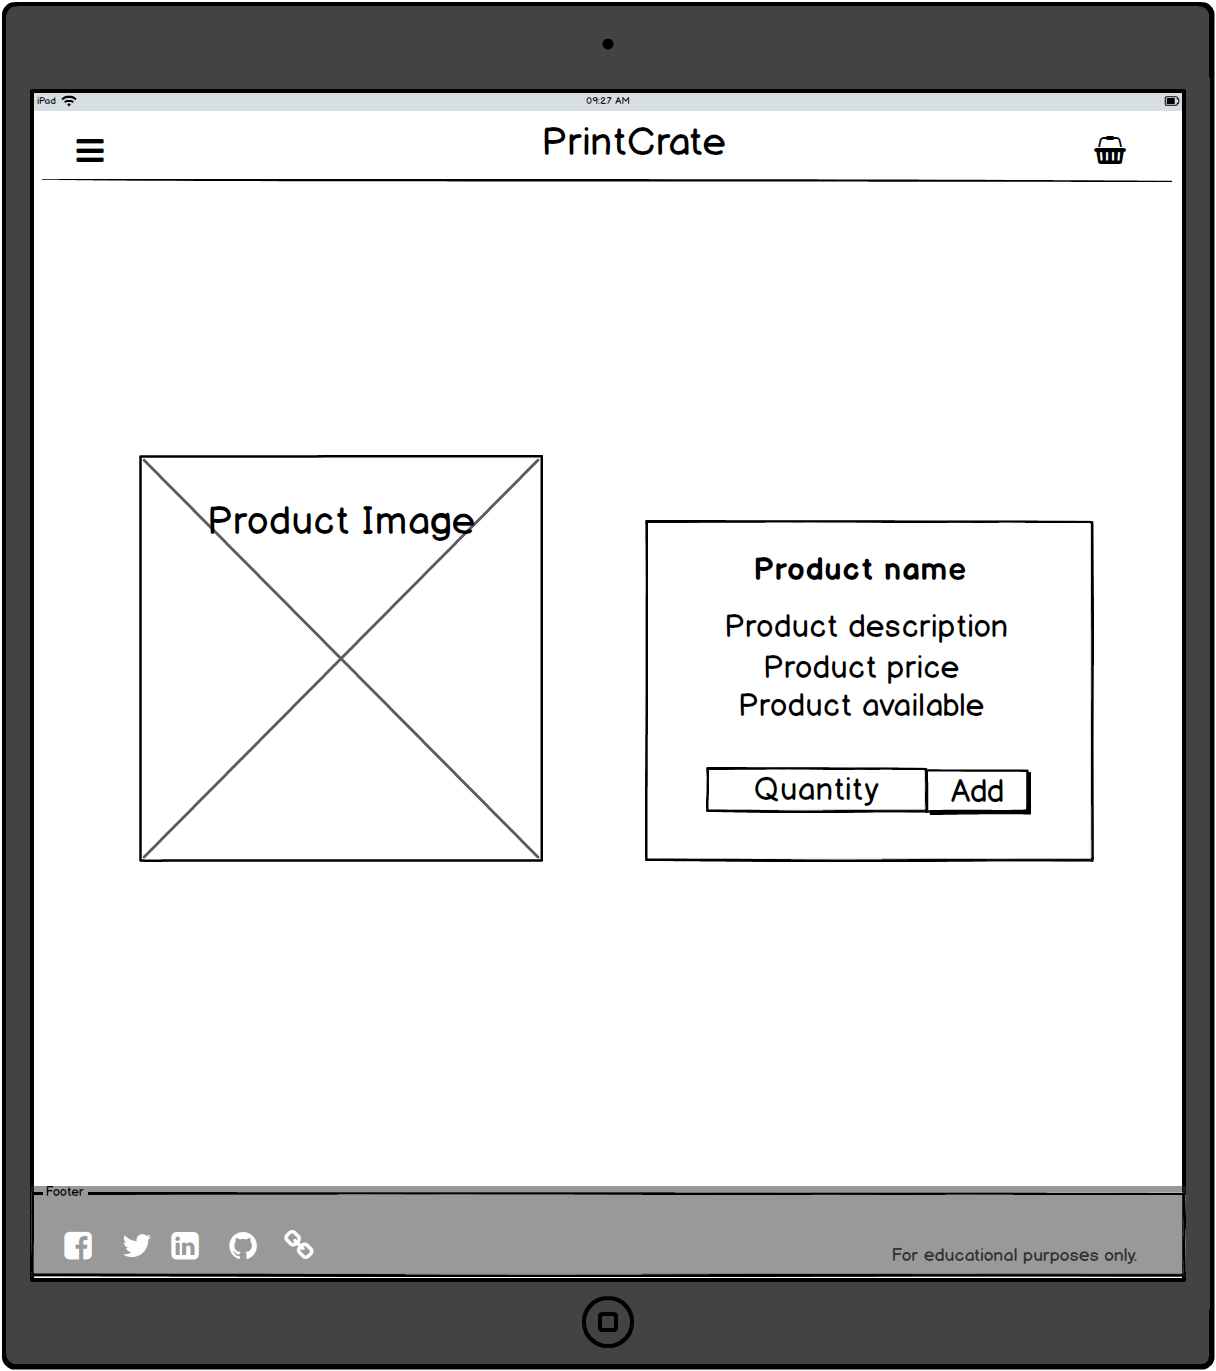 iPad 09:27 AM
PrintCrate
Product Image
Product name
Product description
Product price
Product available
Quantity Add
Footer
in
For educational purposes only.